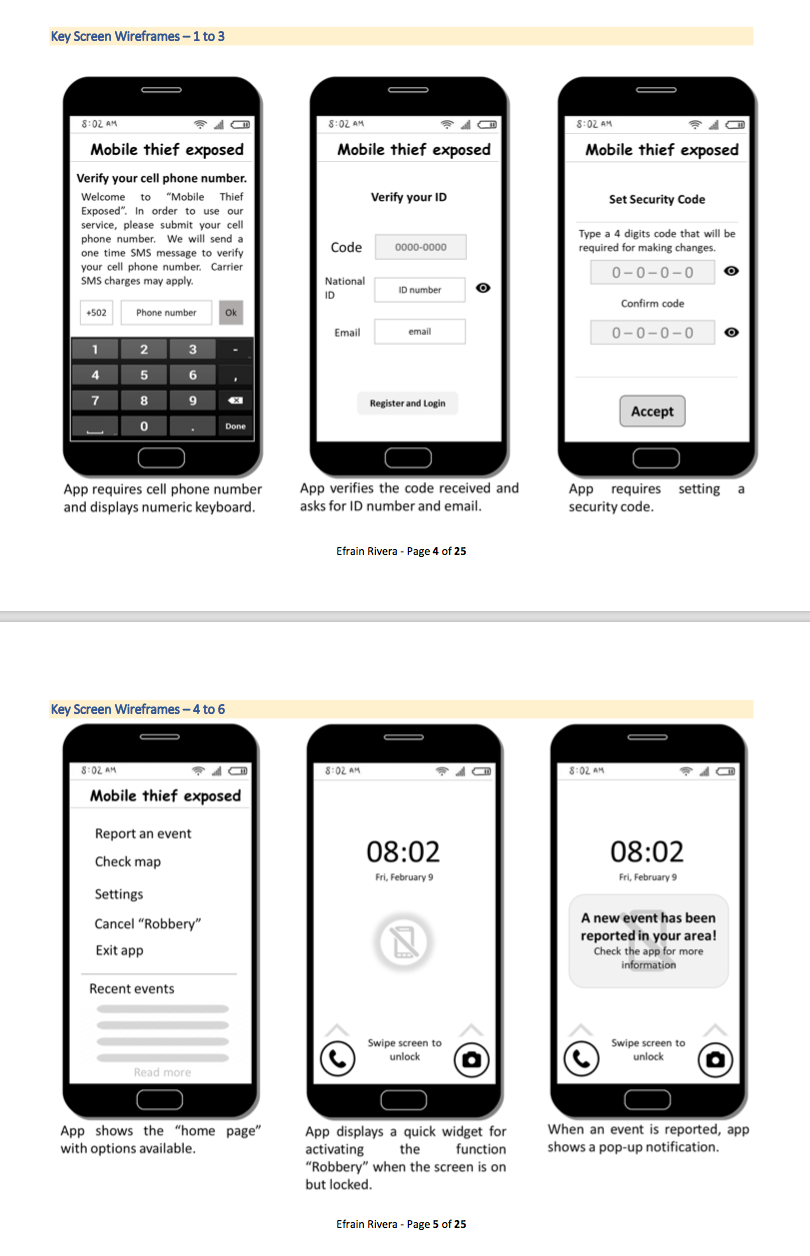 Key Screen Wireframes – 1 to 3
8:02 AM
Mobile thief exposed
Verify your cell phone number.
Welcome to “Mobile Thief
Exposed”. In order to use our
service, please submit your cell
phone number. We will send a
one time SMS message to verify
your cell phone number. Carrier
SMS charges may apply.
+502 Phone number Ok
1 2 3 -
4 5 6 ,
7 8 9
0 . Done
App requires cell phone number
and displays numeric keyboard.
8:02 AM
Mobile thief exposed
Verify your ID
Code 0000-0000
National
ID
ID number
Email email
Register and Login
App verifies the code received and
asks for ID number and email.
8:02 AM
Mobile thief exposed
Set Security Code
Type a 4 digits code that will be
required for making changes.
0 – 0 – 0 – 0
Confirm code
0 – 0 – 0 – 0
Accept
App requires setting a
security code.
Efrain Rivera - Page 4 of 25
Key Screen Wireframes – 4 to 6
8:02 AM
Mobile thief exposed
Report an event
Check map
Settings
Cancel “Robbery”
Exit app
Recent events
Read more
App shows the “home page”
with options available.
8:02 AM
08:02
Fri, February 9
Swipe screen to
unlock
App displays a quick widget for
activating the function
“Robbery” when the screen is on
but locked.
8:02 AM
08:02
Fri, February 9
A new event has been
reported in your area!
Check the app for more
information
Swipe screen to
unlock
When an event is reported, app
shows a pop-up notification.
Efrain Rivera - Page 5 of 25